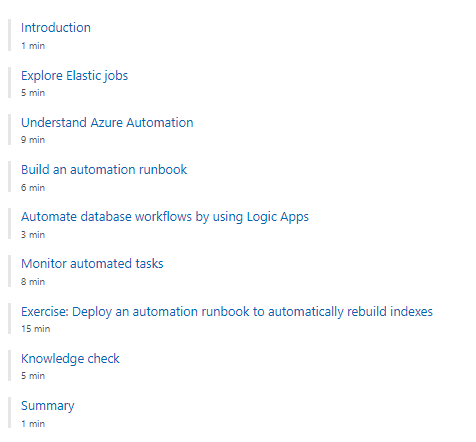 Introduction
1 min
Explore Elastic jobs
5 min
Understand Azure Automation
9 min
Build an automation runbook
6 min
Automate database workflows by using Logic Apps
3 min
Monitor automated tasks
8 min
Exercise: Deploy an automation runbook to automatically rebuild indexes
15 min
Knowledge check
5 min
Summary
1 min